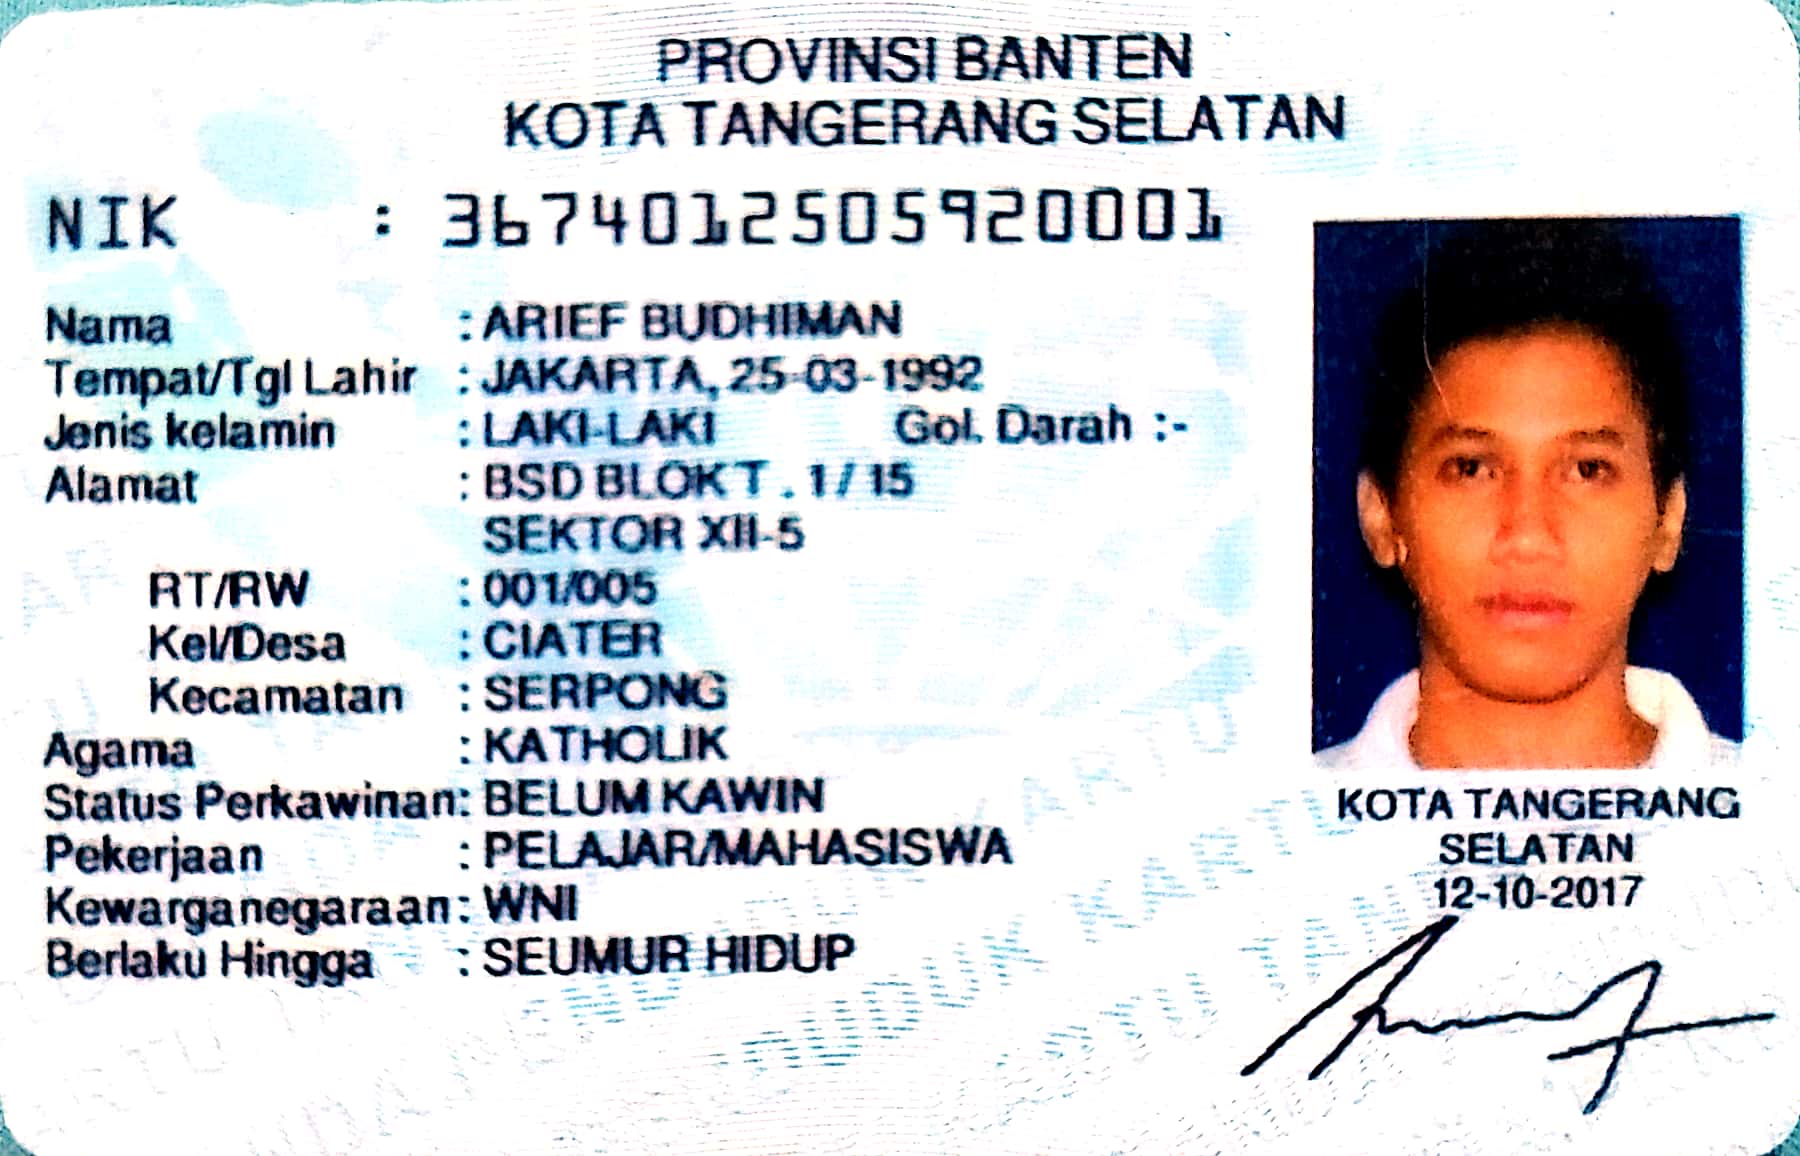 PROVINSI BANTEN
KOTA TANGERANG SELATAN
NIK : 3674012505920001
Nama : ARIEF BUDHIMAN
Tempat/Tgl Lahir : JAKARTA, 25-03-1992
Jenis kelamin : LAKI-LAKI Gol. Darah :-
Alamat : BSD BLOK T . 1/ 15
SEKTOR XII-5
RT/RW : 001/005
Kel/Desa : CIATER
Kecamatan : SERPONG
Agama : KATHOLIK
Status Perkawinan: BELUM KAWIN
Pekerjaan : PELAJAR/MAHASISWA
Kewarganegaraan: WNI
Berlaku Hingga : SEUMUR HIDUP
KOTA TANGERANG
SELATAN
12-10-2017